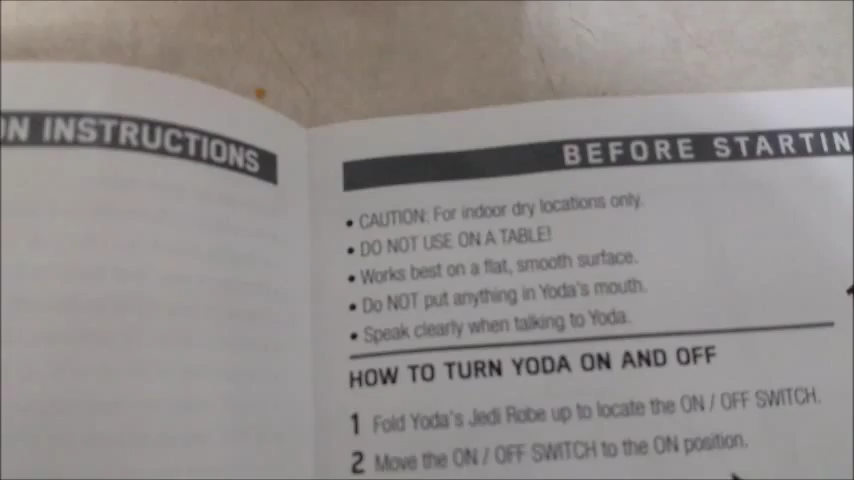 ON INSTRUCTIONS
BEFORE STARTIN
• CAUTION: For indoor dry locations only.
• DO NOT USE ON A TABLE!
• Works best on a flat, smooth surface.
• Do NOT put anything in Yoda's mouth.
• Speak clearly when talking to Yoda.
HOW TO TURN YODA ON AND OFF
1 Fold Yoda's Jedi Robe up to locate the ON / OFF SWITCH.
2 Move the ON / OFF SWITCH to the ON position.